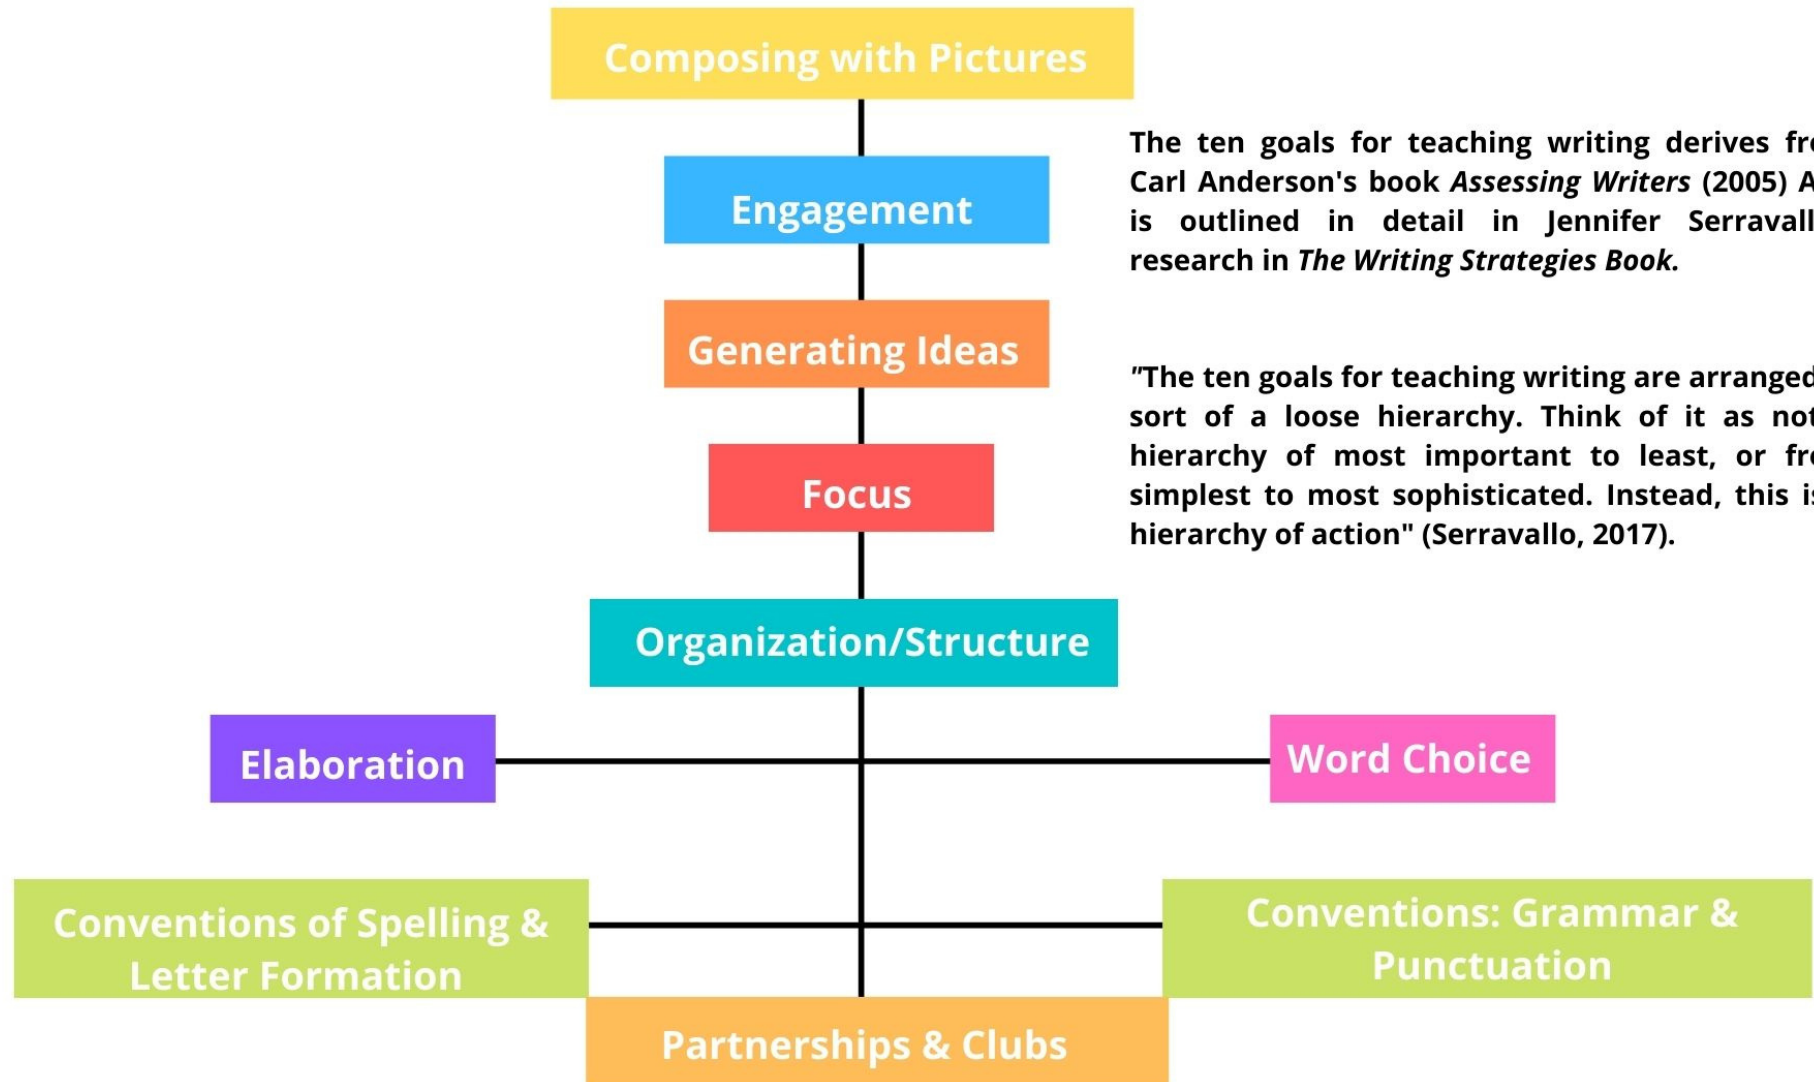 Composing with Pictures
Engagement
Generating Ideas
Focus
Organization/Structure
Elaboration
Word Choice
Conventions of Spelling &
Letter Formation
Conventions: Grammar &
Punctuation
Partnerships & Clubs
The ten goals for teaching writing derives
Carl Anderson's book Assessing Writers (2005)
is outlined in detail in Jennifer
research in The Writing Strategies Book.
"The ten goals for teaching writing are arranged
sort of a loose hierarchy. Think of it as not
hierarchy of most important to least, or
simplest to most sophisticated. Instead, this
hierarchy of action" (Serravallo, 2017).